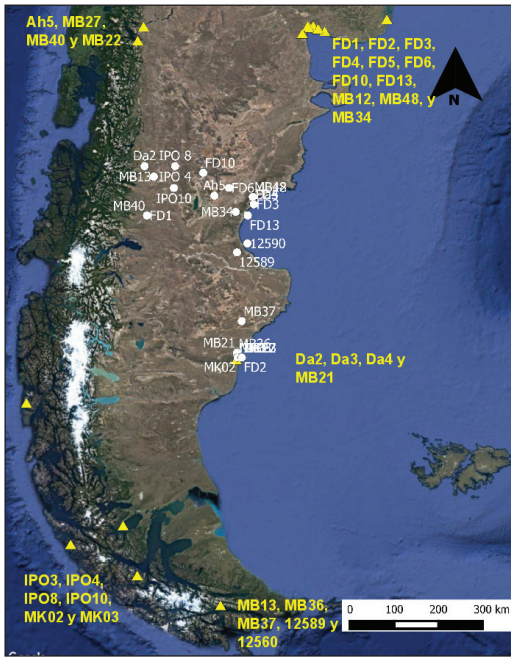 Ah5, MB27,
MB40 y MB22
FD1, FD2, FD3,
FD4, FD5, FD6,
FD10, FD13,
MB12, MB48, y
MB34
N
Da2 IPO 8
FD10
MB13 IPO 4
IPO10
Ah5 FD6
FD3
MB40
FD1
MB34
FD13
12590
12589
MB37
MB21
MK02
FD2
Da2, Da3, Da4 y
MB21
IPO3, IPO4,
IPO8, IPO10,
MK02 y MK03
MB13, MB36,
MB37, 12589 y
12560
0 100 200 300 km